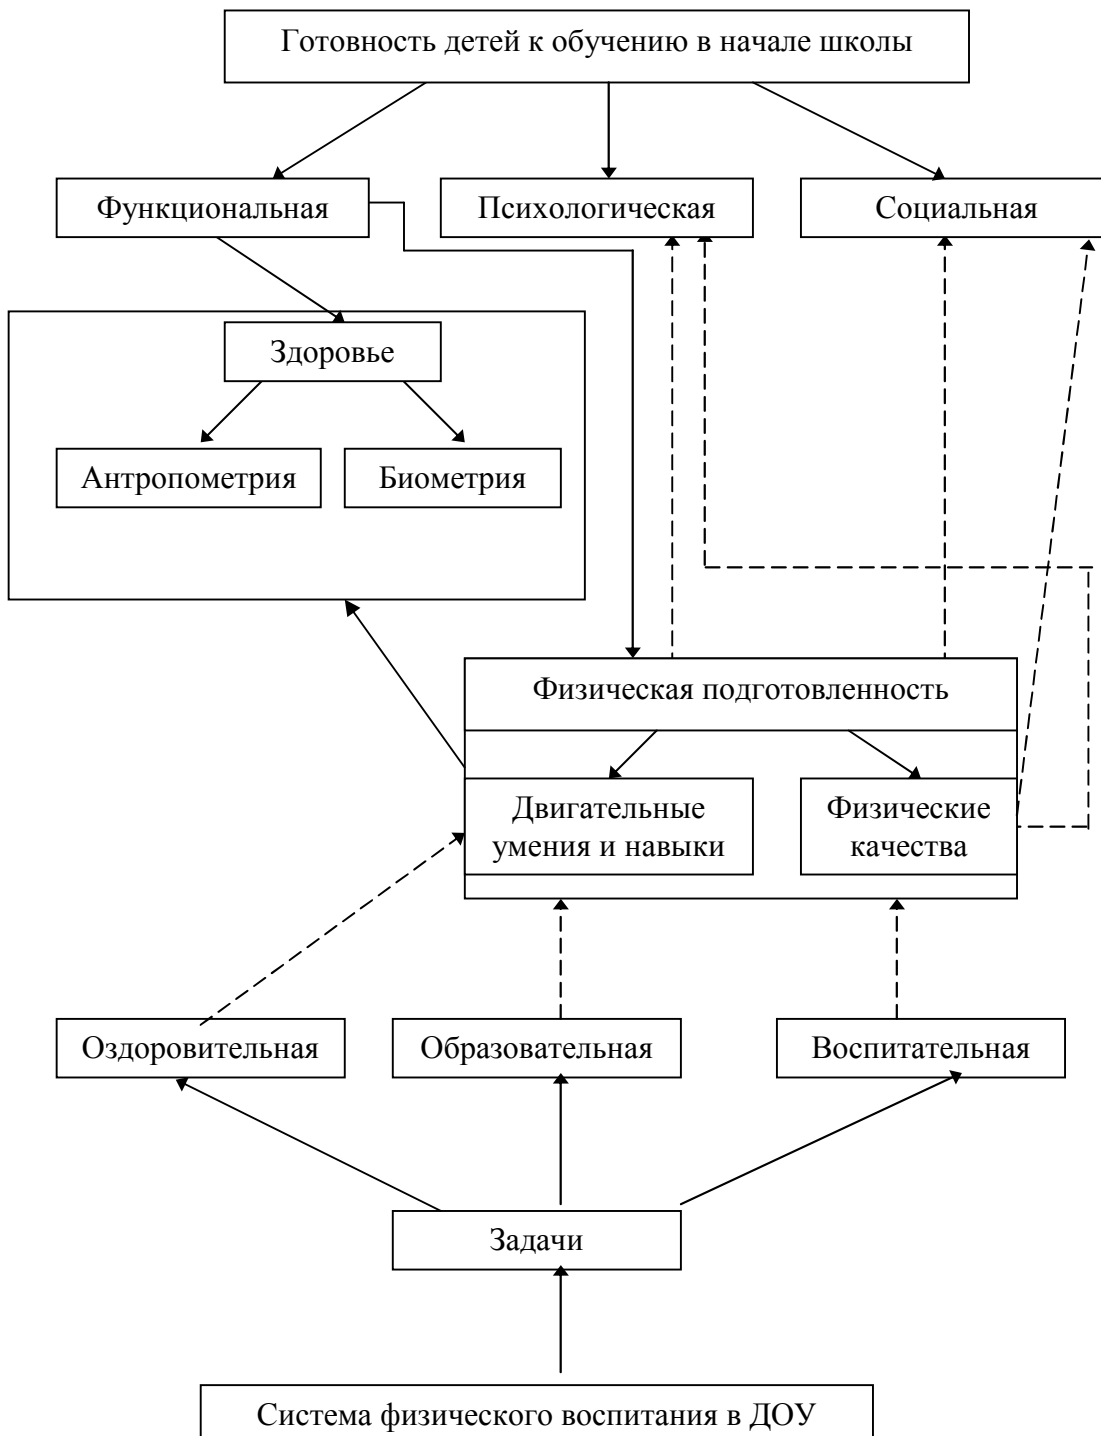 Готовность детей к обучению в начале школы
Функциональная
Психологическая
Социальная
Здоровье
Антропометрия
Биометрия
Физическая подготовленность
Двигательные
умения и навыки
Физические
качества
Оздоровительная
Образовательная
Воспитательная
Задачи
Система физического воспитания в ДОУ